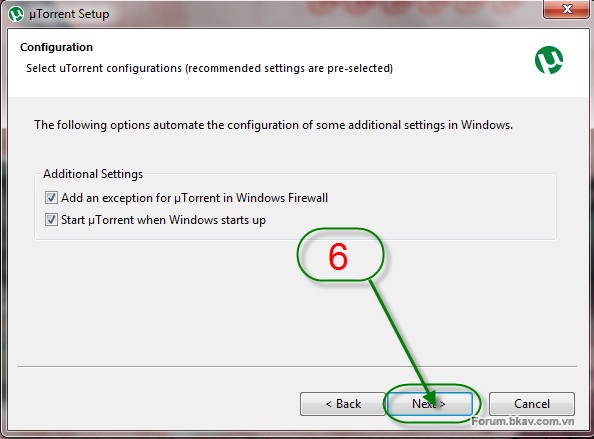 µTorrent Setup
Configuration
Select uTorrent configurations (recommended settings are pre-selected)
The following options automate the configuration of some additional settings in Windows.
Additional Settings
Add an exception for µTorrent in Windows Firewall
Start µTorrent when Windows starts up
6
< Back
Next >
Cancel
Forum.bkav.com.vn